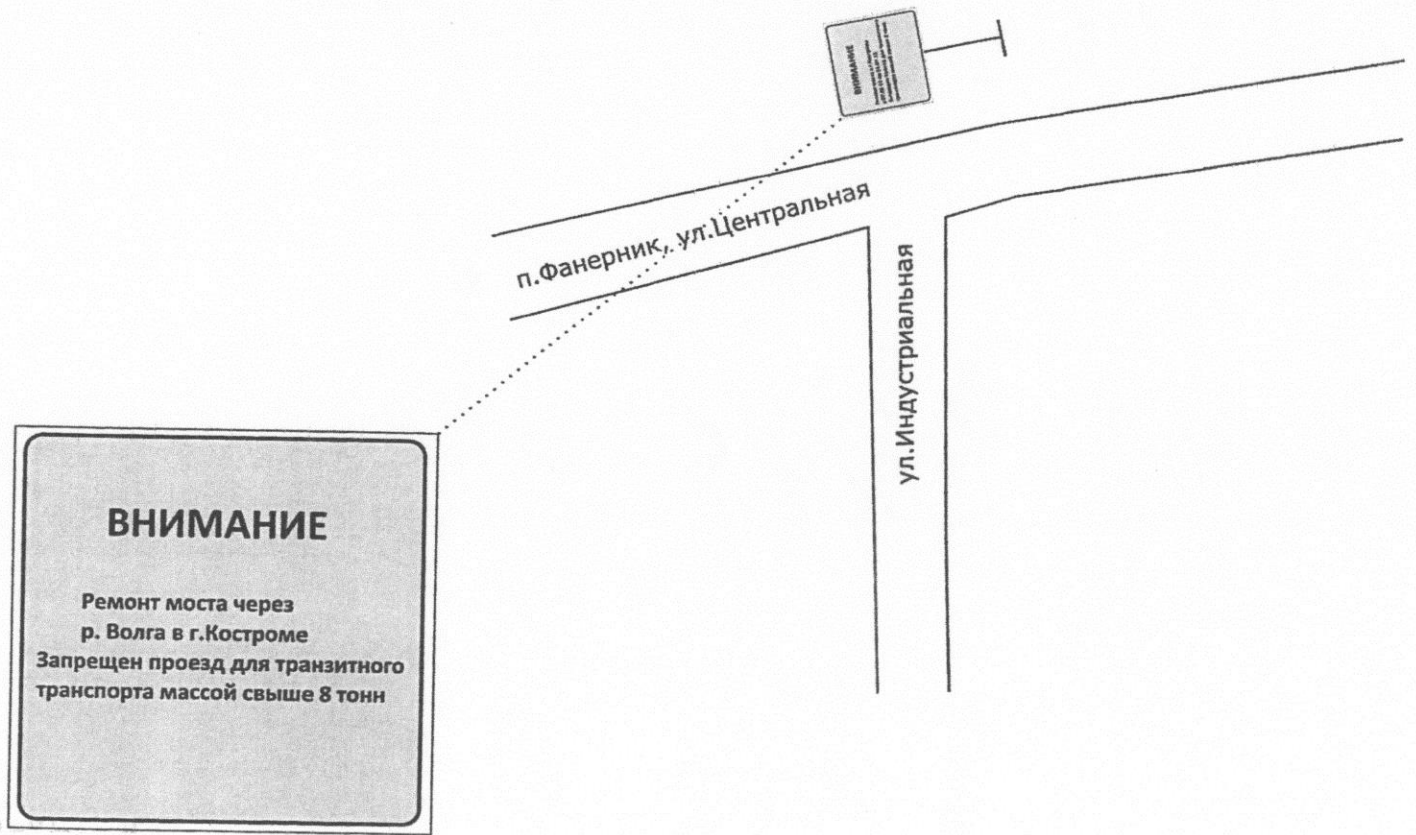 ВНИМАНИЕ
п.Фанерник, ул.Центральная
ул.Индустриальная
ВНИМАНИЕ
Ремонт моста через
р. Волга в г.Костроме
Запрещен проезд для транзитного
транспорта массой свыше 8 тонн